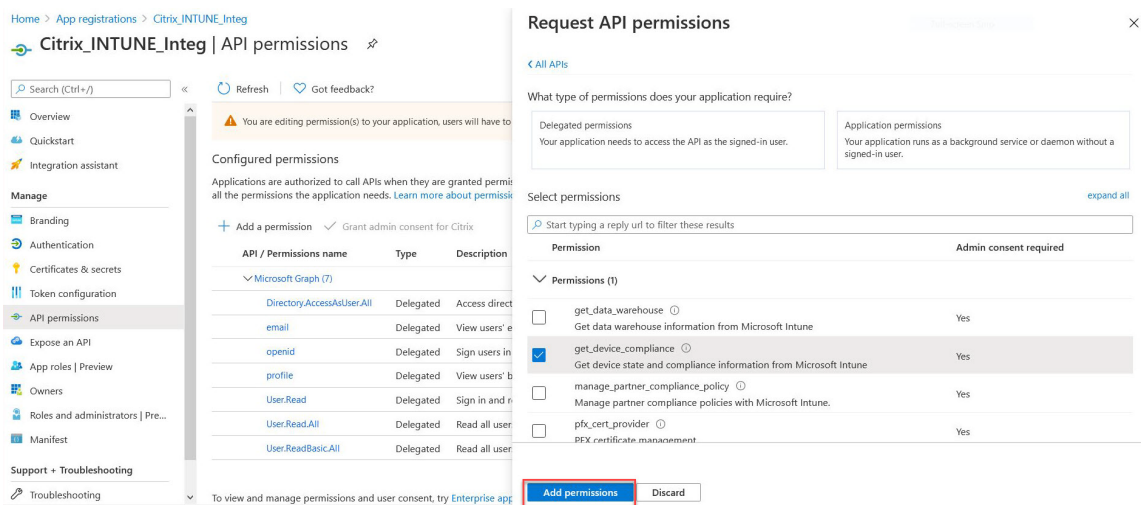 Home > App registrations > Citrix_INTUNE_Integ
Citrix_INTUNE_Integ | API permissions
Search (Ctrl+/)
«
Overview
Quickstart
Integration assistant
Manage
Branding
Authentication
Certificates & secrets
Token configuration
API permissions
Expose an API
App roles | Preview
Owners
Roles and administrators | Pre...
Manifest
Support + Troubleshooting
Troubleshooting
Refresh
Got feedback?
You are editing permission(s) to your application, users will have to
Configured permissions
Applications are authorized to call APIs when they are granted permis
all the permissions the application needs. Learn more about permissio
Add a permission
Grant admin consent for Citrix
API / Permissions name Type Description
Microsoft Graph (7)
Directory.AccessAsUser.All Delegated Access direct
email Delegated View users' e
openid Delegated Sign users in
profile Delegated View users' b
User.Read Delegated Sign in and r
User.Read.All Delegated Read all user
User.ReadBasic.All Delegated Read all user
To view and manage permissions and user consent, try Enterprise app
Request API permissions
All APIs
What type of permissions does your application require?
Delegated permissions
Your application needs to access the API as the signed-in user.
Application permissions
Your application runs as a background service or daemon without a
signed-in user.
Select permissions
expand all
Start typing a reply url to filter these results
Permission Admin consent required
Permissions (1)
get_data_warehouse
Get data warehouse information from Microsoft Intune
Yes
get_device_compliance
Get device state and compliance information from Microsoft Intune
Yes
manage_partner_compliance_policy
Manage partner compliance policies with Microsoft Intune.
Yes
pfx_cert_provider
PFX certificate management
Yes
Add permissions
Discard